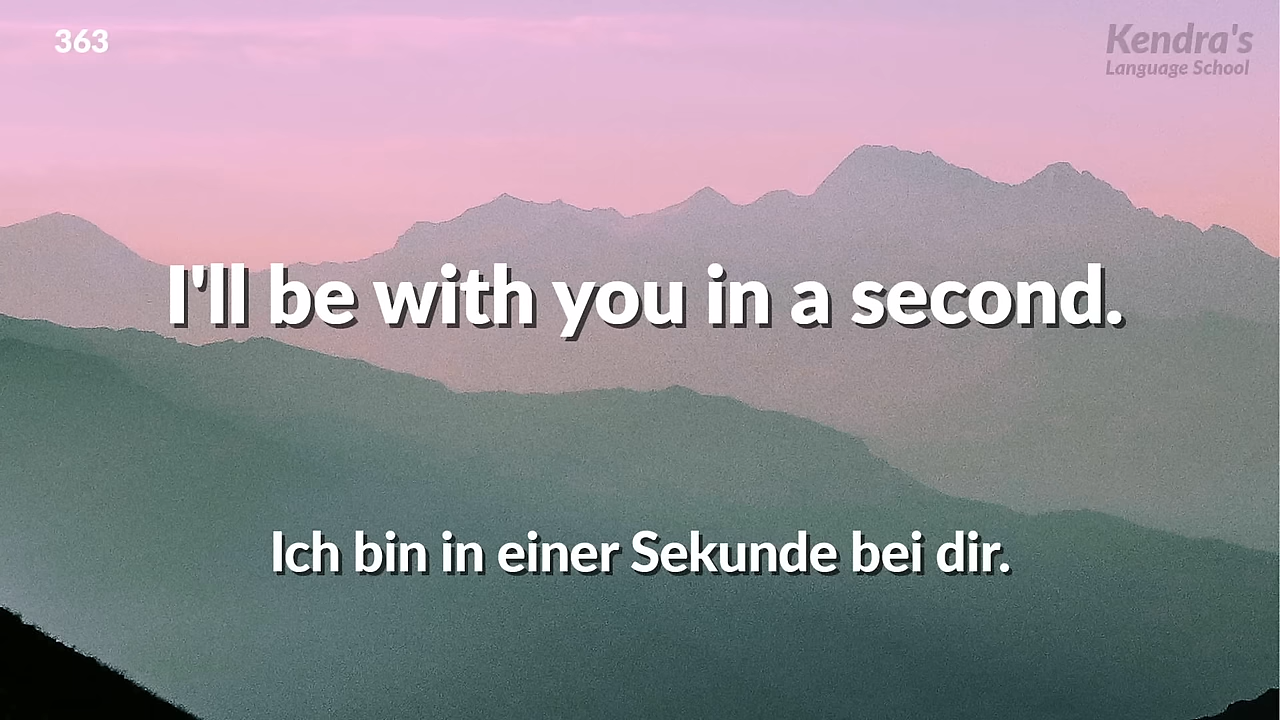 363
Kendra's
Language School
I'll be with you in a second.
Ich bin in einer Sekunde bei dir.